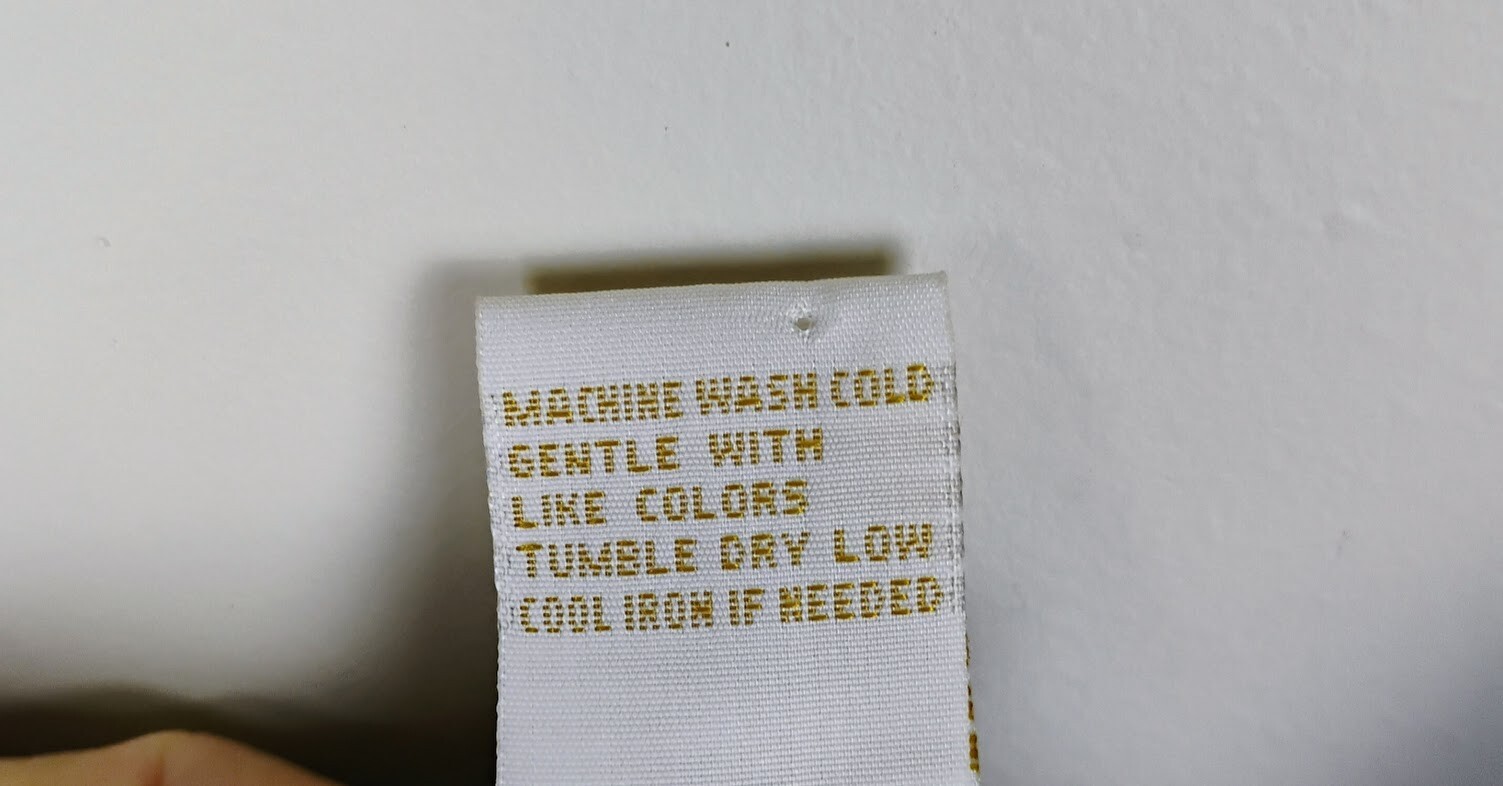 MACHINE WASH COLD
GENTLE WITH
LIKE COLORS
TUMBLE DRY LOW
COOL IRON IF NEEDED